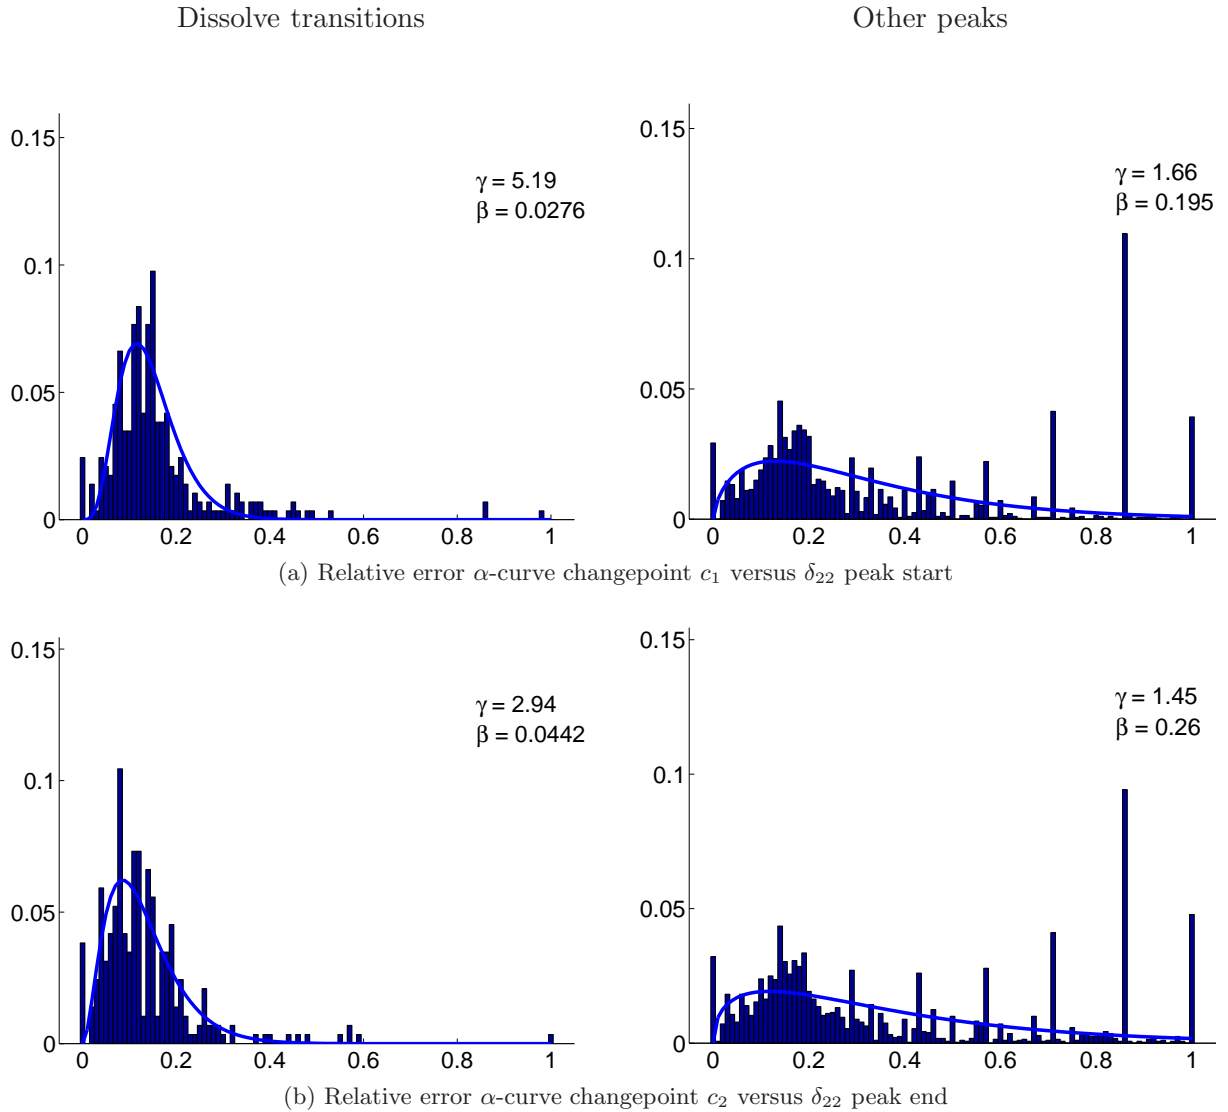 Dissolve transitions
Other peaks
0.15
0.1
0.05
0
0 0.2 0.4 0.6 0.8 1
γ = 5.19
β = 0.0276
0.15
0.1
0.05
0
0 0.2 0.4 0.6 0.8 1
γ = 1.66
β = 0.195
(a) Relative error α-curve changepoint c₁ versus δ₂₂ peak start
0.15
0.1
0.05
0
0 0.2 0.4 0.6 0.8 1
γ = 2.94
β = 0.0442
0.15
0.1
0.05
0
0 0.2 0.4 0.6 0.8 1
γ = 1.45
β = 0.26
(b) Relative error α-curve changepoint c₂ versus δ₂₂ peak end